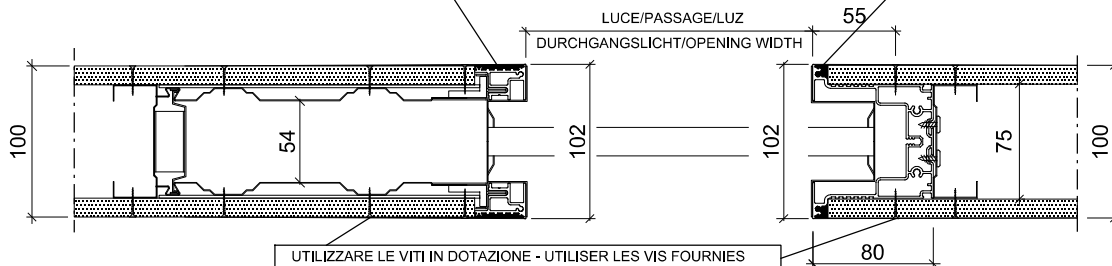 LUCE/PASSAGE/LUZ
55
DURCHGANGSLICHT/OPENING WIDTH
100
54
102
102
75
100
UTILIZZARE LE VITI IN DOTAZIONE - UTILISER LES VIS FOURNIES
80